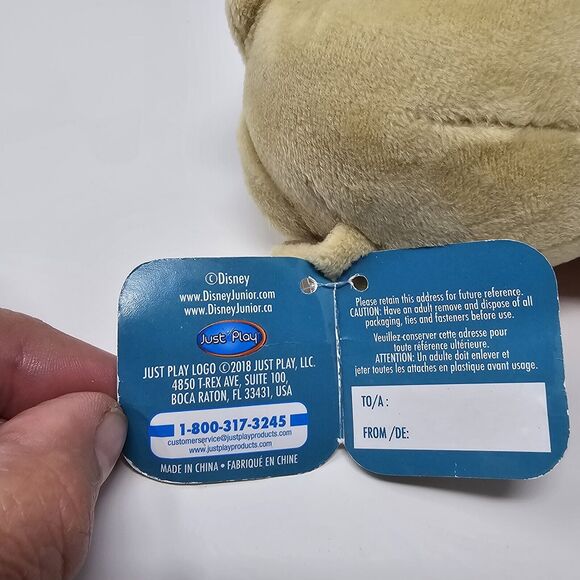 ©Disney
www.DisneyJunior.com
www.DisneyJunior.ca
Just Play
JUST PLAY LOGO ©2018 JUST PLAY, LLC.
4850 T-REX AVE, SUITE 100,
BOCA RATON, FL 33431, USA
1-800-317-3245
customerservice@justplayproducts.com
www.justplayproducts.com
MADE IN CHINA • FABRIQUÉ EN CHINE
Please retain this address for future reference.
CAUTION: Have an adult remove and dispose of all
packaging, ties and fasteners before use.
Veuillez-conserver cette adresse pour
toute référence ultérieure.
ATTENTION: Un adulte doit enlever et
jeter toutes les attaches en plastique avant usage.
TO/A :
FROM /DE: